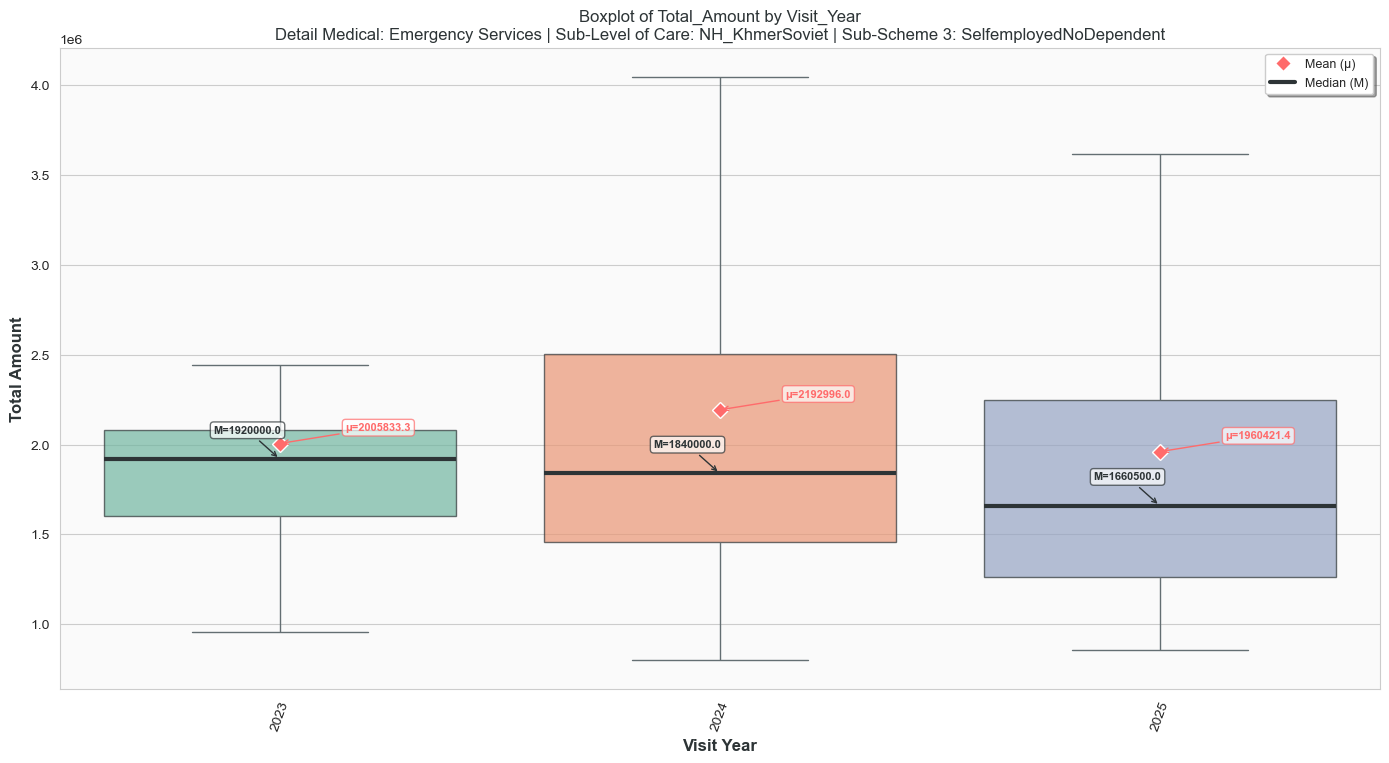 Boxplot of Total_Amount by Visit_Year
Detail Medical: Emergency Services | Sub-Level of Care: NH_KhmerSoviet | Sub-Scheme 3: SelfemployedNoDependent
1e6
Mean (μ)
Median (M)
4.0
3.5
3.0
2.5
2.0
1.5
1.0
Total Amount
M=1920000.0
μ=2005833.3
μ=2192996.0
M=1840000.0
μ=1960421.4
M=1660500.0
2023
2024
2025
Visit Year